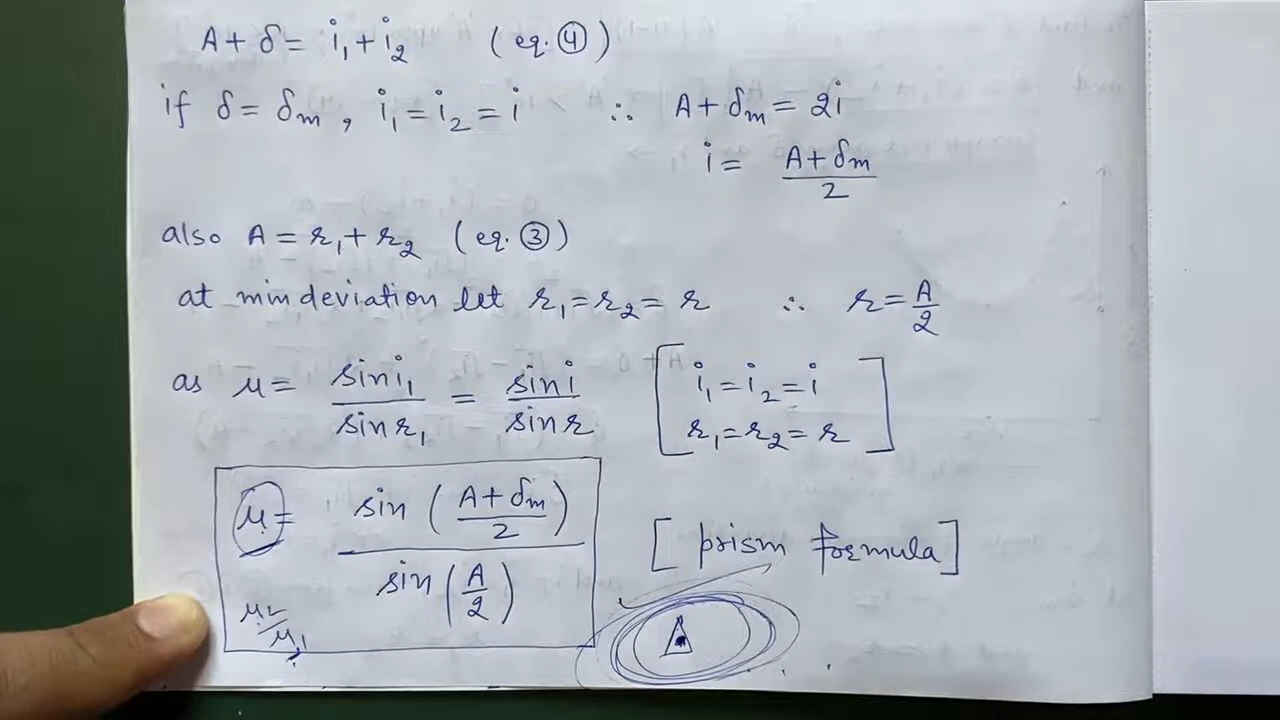 A + δ = i₁ + i₂ (eq. ④)
if δ = δm, i₁ = i₂ = i ∴ A + δm = 2i
i = (A + δm)/2
also A = r₁ + r₂ (eq. ③)
at min deviation let r₁ = r₂ = r ∴ r = A/2
as μ = sin i₁/sin r₁ = sin i/sin r [i₁ = i₂ = i
r₁ = r₂ = r]
μ = sin((A + δm)/2)/sin(A/2) [prism formula]
μ₂/μ₁